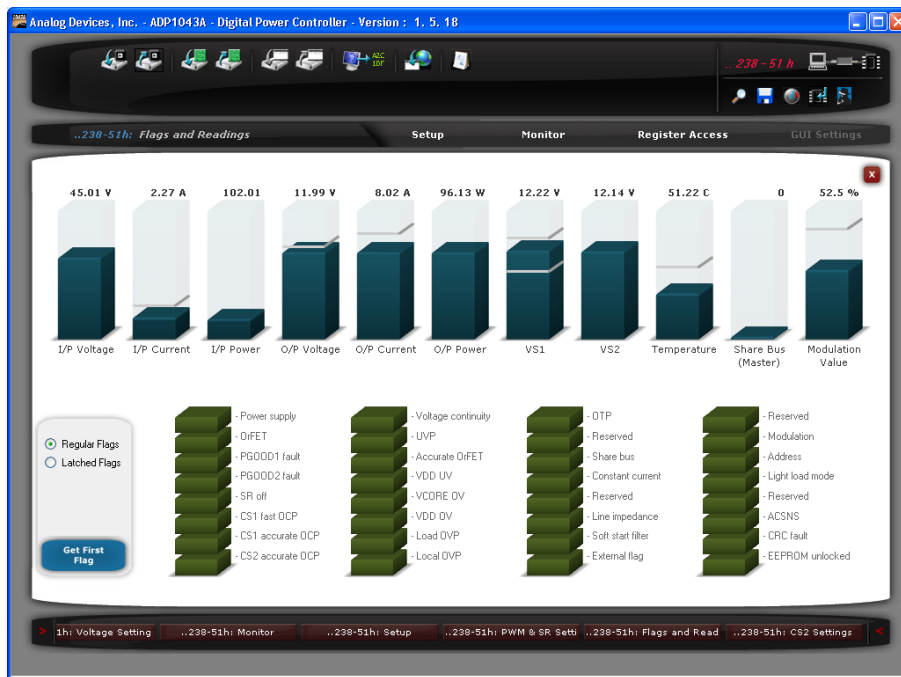 Analog Devices, Inc. - ADP1043A - Digital Power Controller - Version : 1. 5. 18
A2C
1DF
.. 238 - 51 h
..238-51h: Flags and Readings
Setup
Monitor
Register Access
GUI Settings
45.01 V
2.27 A
102.01
11.99 V
8.02 A
96.13 W
12.22 V
12.14 V
51.22 C
0
52.5 %
I/P Voltage
I/P Current
I/P Power
O/P Voltage
O/P Current
O/P Power
VS1
VS2
Temperature
Share Bus
(Master)
Modulation
Value
Regular Flags
Latched Flags
Get First
Flag
- Power supply
- OrFET
- PGOOD1 fault
- PGOOD2 fault
- SR off
- CS1 fast OCP
- CS1 accurate OCP
- CS2 accurate OCP
- Voltage continuity
- UVP
- Accurate OrFET
- VDD UV
- VCORE OV
- VDD OV
- Load OVP
- Local OVP
- OTP
- Reserved
- Share bus
- Constant current
- Reserved
- Line impedance
- Soft start filter
- External flag
- Reserved
- Modulation
- Address
- Light load mode
- Reserved
- ACSNS
- CRC fault
- EEPROM unlocked
>
1h: Voltage Setting
..238-51h: Monitor
..238-51h: Setup
..238-51h: PWM & SR Setti
..238-51h: Flags and Read
..238-51h: CS2 Settings
<